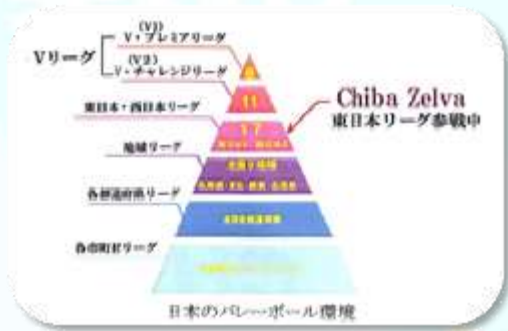 (V1)
V・プレミアリーグ
Vリーグ
(V2)
V・チャレンジリーグ
8
11
東日本・西日本リーグ
17
Chiba Zelva
東日本リーグ参戦中
地域リーグ
各都道府県リーグ
各市町村リーグ
日本のバレーボール環境